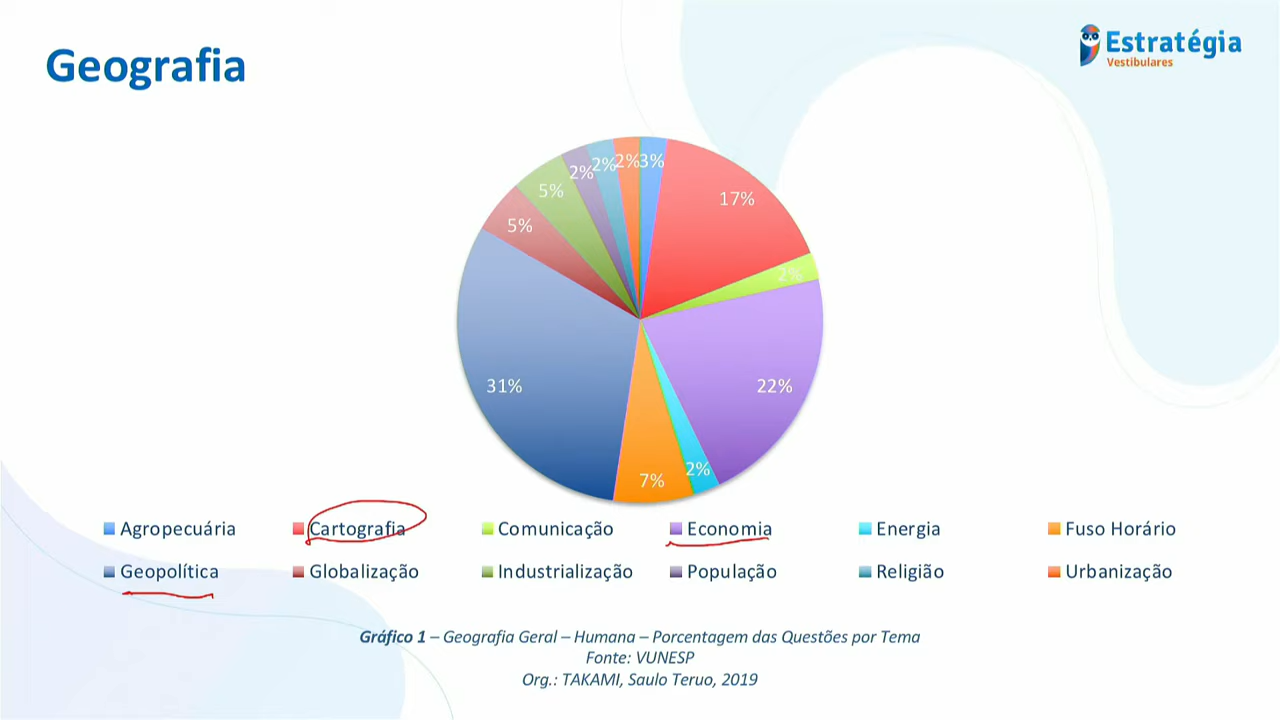 Geografia
Estratégia
Vestibulares
2% 2% 2% 3%
5% 17%
5%
2%
31% 22%
2%
7%
Agropecuária Cartografia Comunicação Economia Energia Fuso Horário
Geopolítica Globalização Industrialização População Religião Urbanização
Gráfico 1 – Geografia Geral – Humana – Porcentagem das Questões por Tema
Fonte: VUNESP
Org.: TAKAMI, Saulo Teruo, 2019